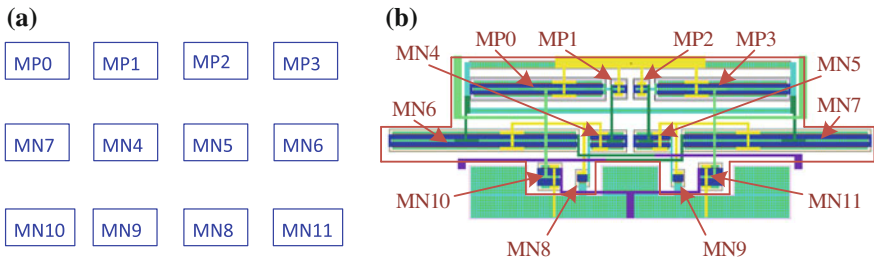 (a)
MP0 MP1 MP2 MP3
MN7 MN4 MN5 MN6
MN10 MN9 MN8 MN11
(b)
MP0 MP1 MP2 MP3
MN4 MN5
MN6 MN7
MN10 MN11
MN8 MN9